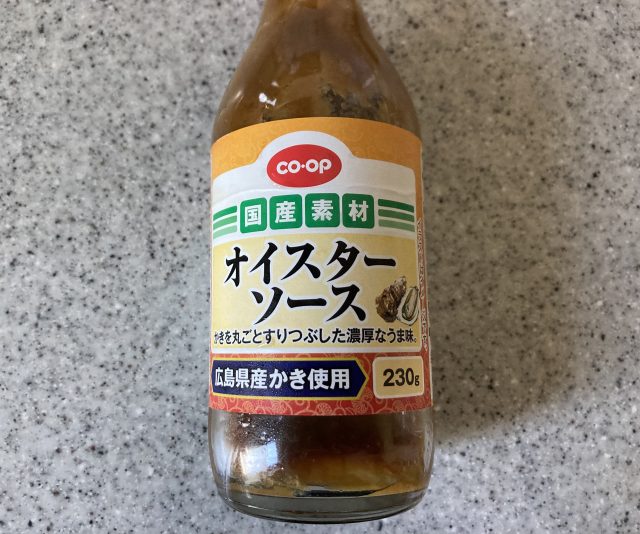 CO・OP
国産素材
オイスター
ソース
かきを丸ごとすりつぶした濃厚なうま味。
広島県産かき使用
230g